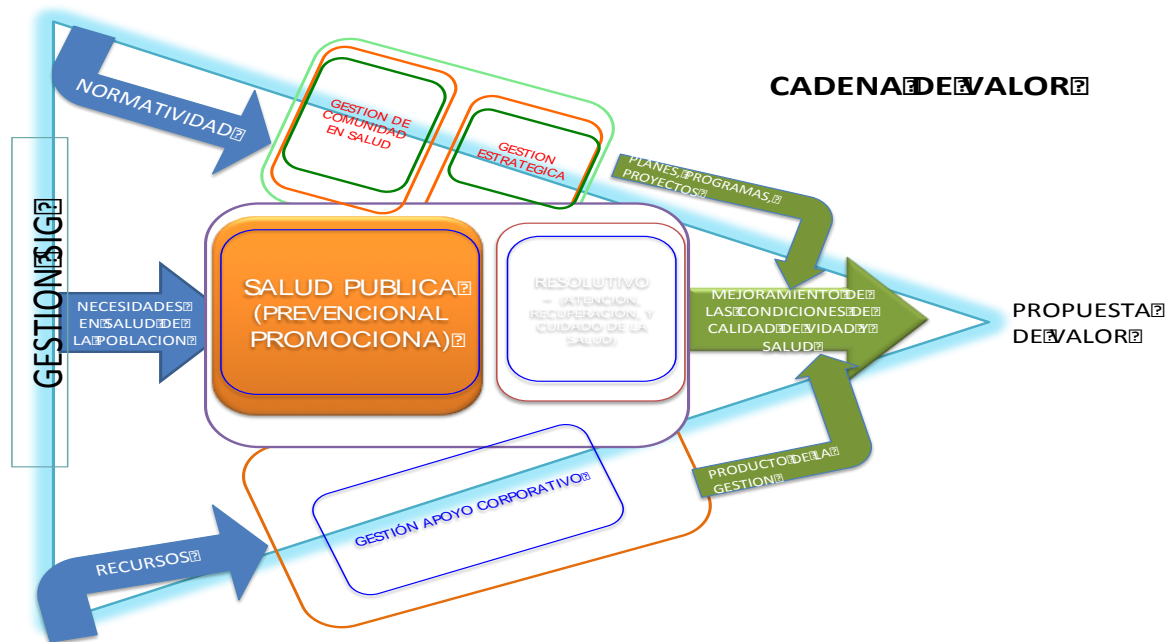 CADENA DE VALOR
NORMATIVIDAD
GESTION DE
COMUNIDAD
EN SALUD
GESTION
ESTRATEGICA
PLANES, PROGRAMAS,
PROYECTOS
GESTION SIG
NECESIDADES
EN SALUD DE
LA POBLACION
SALUD PUBLICA
(PREVENCIONAL
PROMOCIONA)
RESOLUTIVO
– (ATENCION,
RECUPERACION, Y
CUIDADO DE LA
SALUD)
MEJORAMIENTO DE
LAS CONDICIONES DE
CALIDAD DE VIDAD Y
SALUD
PROPUESTA
DE VALOR
RECURSOS
GESTIÓN APOYO CORPORATIVO
PRODUCTO DE LA
GESTION